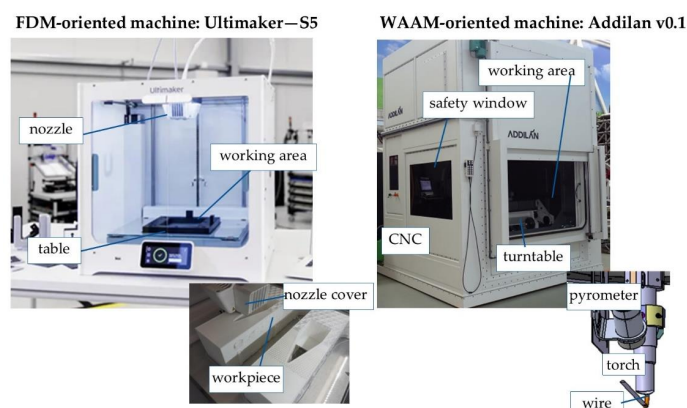 FDM-oriented machine: Ultimaker—S5
WAAM-oriented machine: Addilan v0.1
Ultimaker
nozzle
working area
table
nozzle cover
workpiece
working area
safety window
ADDILAN
ADDILAN
CNC
turntable
pyrometer
torch
wire